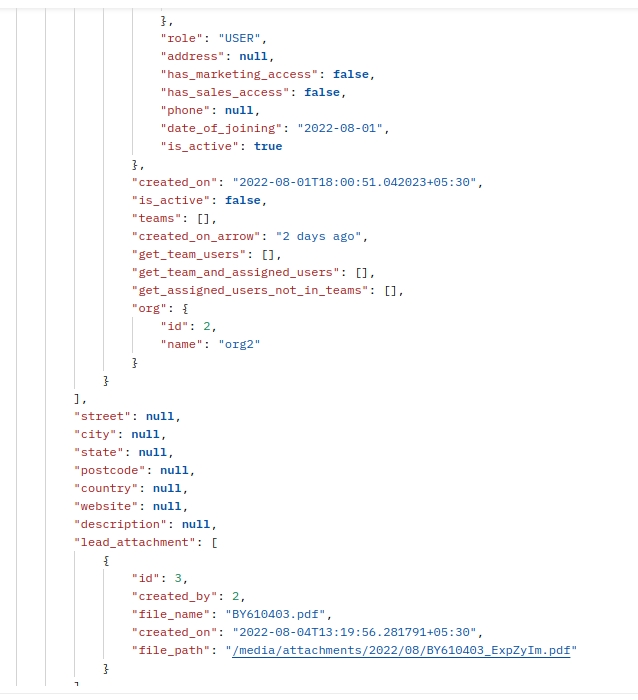 },
"role": "USER",
"address": null,
"has_marketing_access": false,
"has_sales_access": false,
"phone": null,
"date_of_joining": "2022-08-01",
"is_active": true
},
"created_on": "2022-08-01T18:00:51.042023+05:30",
"is_active": false,
"teams": [],
"created_on_arrow": "2 days ago",
"get_team_users": [],
"get_team_and_assigned_users": [],
"get_assigned_users_not_in_teams": [],
"org": {
"id": 2,
"name": "org2"
}
}
],
"street": null,
"city": null,
"state": null,
"postcode": null,
"country": null,
"website": null,
"description": null,
"lead_attachment": [
{
"id": 3,
"created_by": 2,
"file_name": "BY610403.pdf",
"created_on": "2022-08-04T13:19:56.281791+05:30",
"file_path": "/media/attachments/2022/08/BY610403_ExpZyIm.pdf"
}
]